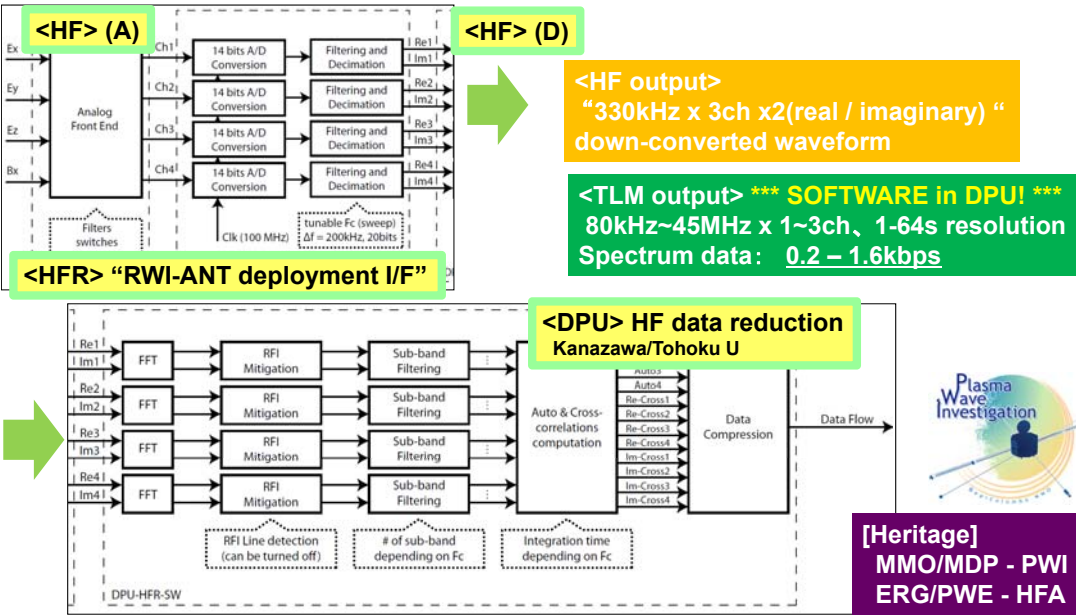 <HF> (A)
<HF> (D)
Ex
Ey
Ez
Bx
Analog
Front End
Ch1
Ch2
Ch3
Ch4
14 bits A/D
Conversion
14 bits A/D
Conversion
14 bits A/D
Conversion
14 bits A/D
Conversion
Filtering and
Decimation
Filtering and
Decimation
Filtering and
Decimation
Filtering and
Decimation
Re1
Im1
Re2
Im2
Re3
Im3
Re4
Im4
Filters
switches
Clk (100 MHz)
tunable Fc (sweep)
Δf = 200kHz, 20bits
<HF output>
“330kHz x 3ch x2(real / imaginary) “
down-converted waveform
<TLM output> *** SOFTWARE in DPU! ***
80kHz~45MHz x 1~3ch、1-64s resolution
Spectrum data： 0.2 – 1.6kbps
<HFR> “RWI-ANT deployment I/F”
<DPU> HF data reduction
Kanazawa/Tohoku U
Re1
Im1
Re2
Im2
Re3
Im3
Re4
Im4
FFT
FFT
FFT
FFT
RFI
Mitigation
RFI
Mitigation
RFI
Mitigation
RFI
Mitigation
Sub-band
Filtering
Sub-band
Filtering
Sub-band
Filtering
Sub-band
Filtering
Auto & Cross-
correlations
computation
Auto3
Auto4
Re-Cross1
Re-Cross2
Re-Cross3
Re-Cross4
Im-Cross1
Im-Cross2
Im-Cross3
Im-Cross4
Data
Compression
Data Flow
RFI Line detection
(can be turned off)
# of sub-band
depending on Fc
Integration time
depending on Fc
DPU-HFR-SW
Plasma
Wave
Investigation
[Heritage]
MMO/MDP - PWI
ERG/PWE - HFA